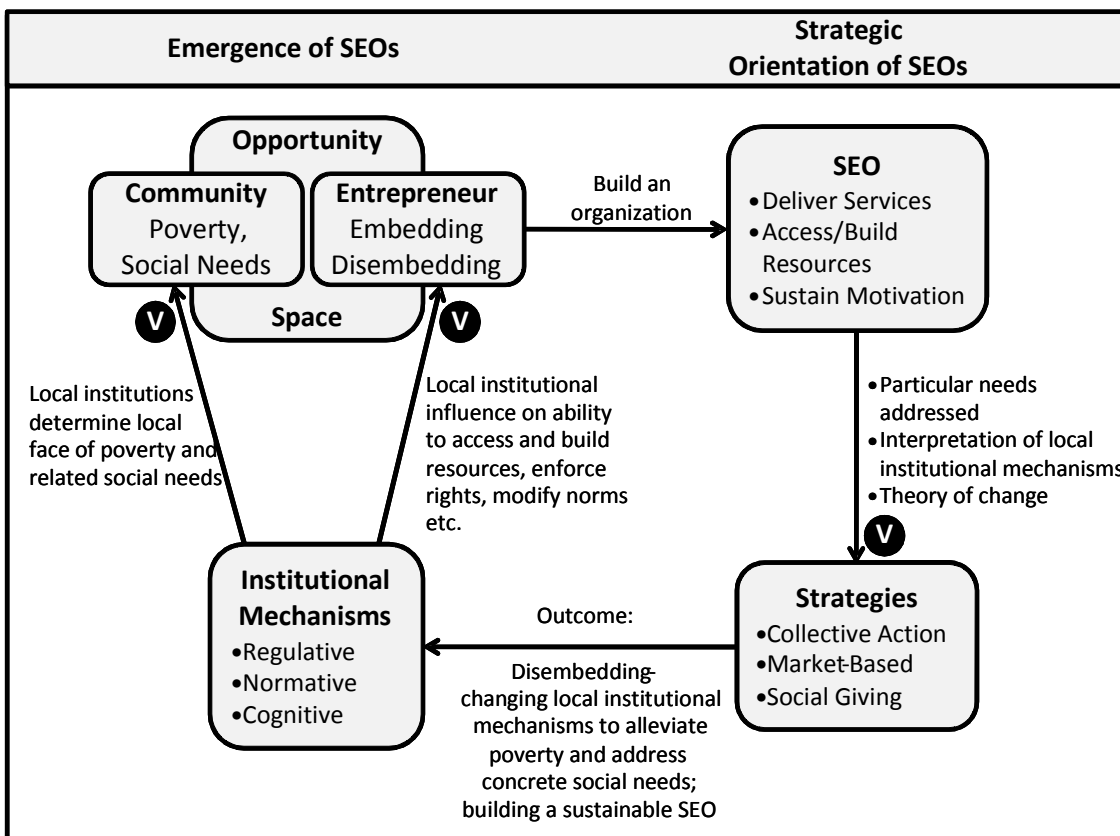 Emergence of SEOs
Strategic
Orientation of SEOs
Opportunity
Community
Poverty,
Social Needs
Entrepreneur
Embedding
Disembedding
Space
V
V
Build an
organization
SEO
•Deliver Services
•Access/Build
Resources
•Sustain Motivation
Local institutions
determine local
face of poverty and
related social needs
Local institutional
influence on ability
to access and build
resources, enforce
rights, modify norms
etc.
•Particular needs
addressed
•Interpretation of local
institutional mechanisms
•Theory of change
V
Institutional
Mechanisms
•Regulative
•Normative
•Cognitive
Outcome:
Disembedding-
changing local institutional
mechanisms to alleviate
poverty and address
concrete social needs;
building a sustainable SEO
Strategies
•Collective Action
•Market-Based
•Social Giving